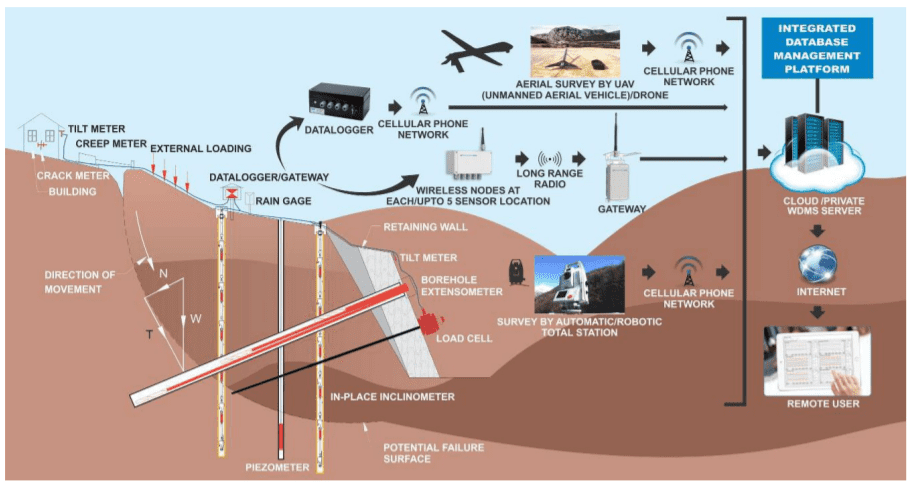 INTEGRATED
DATABASE
MANAGEMENT
PLATFORM
CELLULAR PHONE
NETWORK
AERIAL SURVEY BY UAV
(UNMANNED AERIAL VEHICLE)/DRONE
DATALOGGER
CELLULAR PHONE
NETWORK
TILT METER
CREEP METER
EXTERNAL LOADING
CRACK METER
BUILDING
DATALOGGER/GATEWAY
RAIN GAGE
WIRELESS NODES AT
EACH/UPTO 5 SENSOR LOCATION
LONG RANGE
RADIO
GATEWAY
CLOUD /PRIVATE
WDMS SERVER
RETAINING WALL
TILT METER
DIRECTION OF
MOVEMENT
N
W
T
BOREHOLE
EXTENSOMETER
LOAD CELL
SURVEY BY AUTOMATIC/ROBOTIC
TOTAL STATION
CELLULAR PHONE
NETWORK
INTERNET
IN-PLACE INCLINOMETER
REMOTE USER
POTENTIAL FAILURE
SURFACE
PIEZOMETER